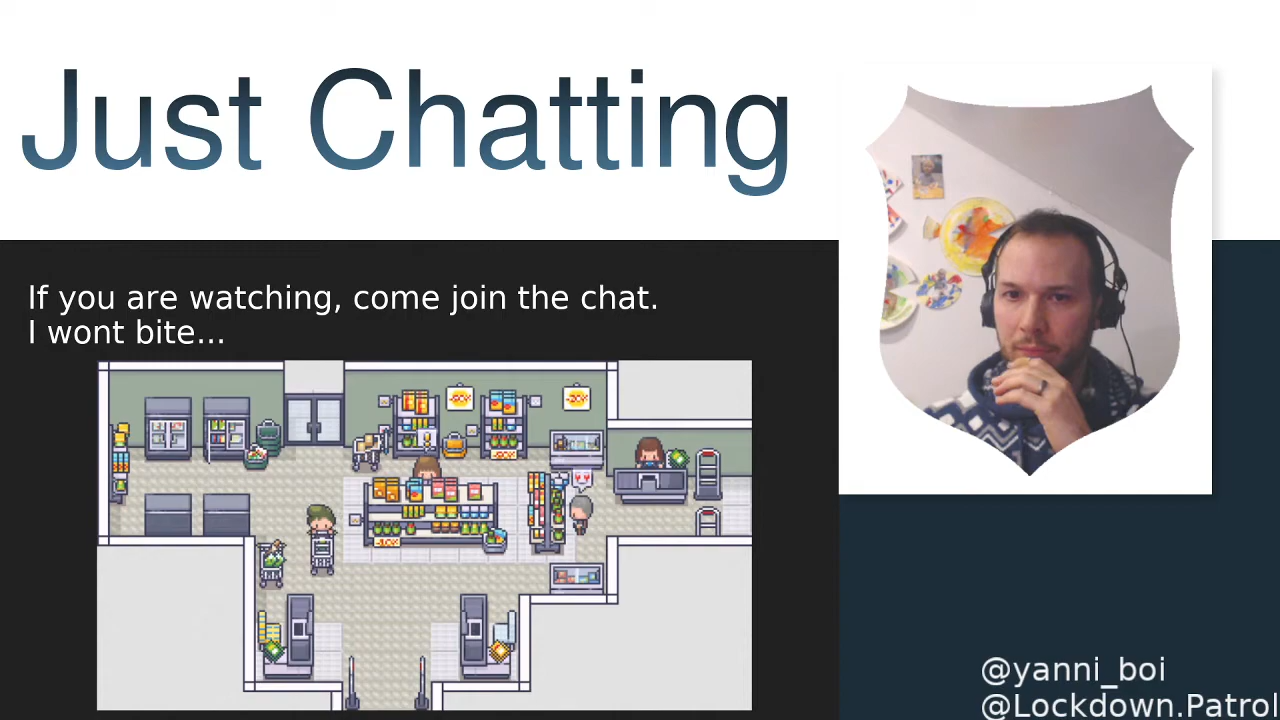 Just Chatting
If you are watching, come join the chat.
I wont bite...
@yanni_boi
@Lockdown.Patrol